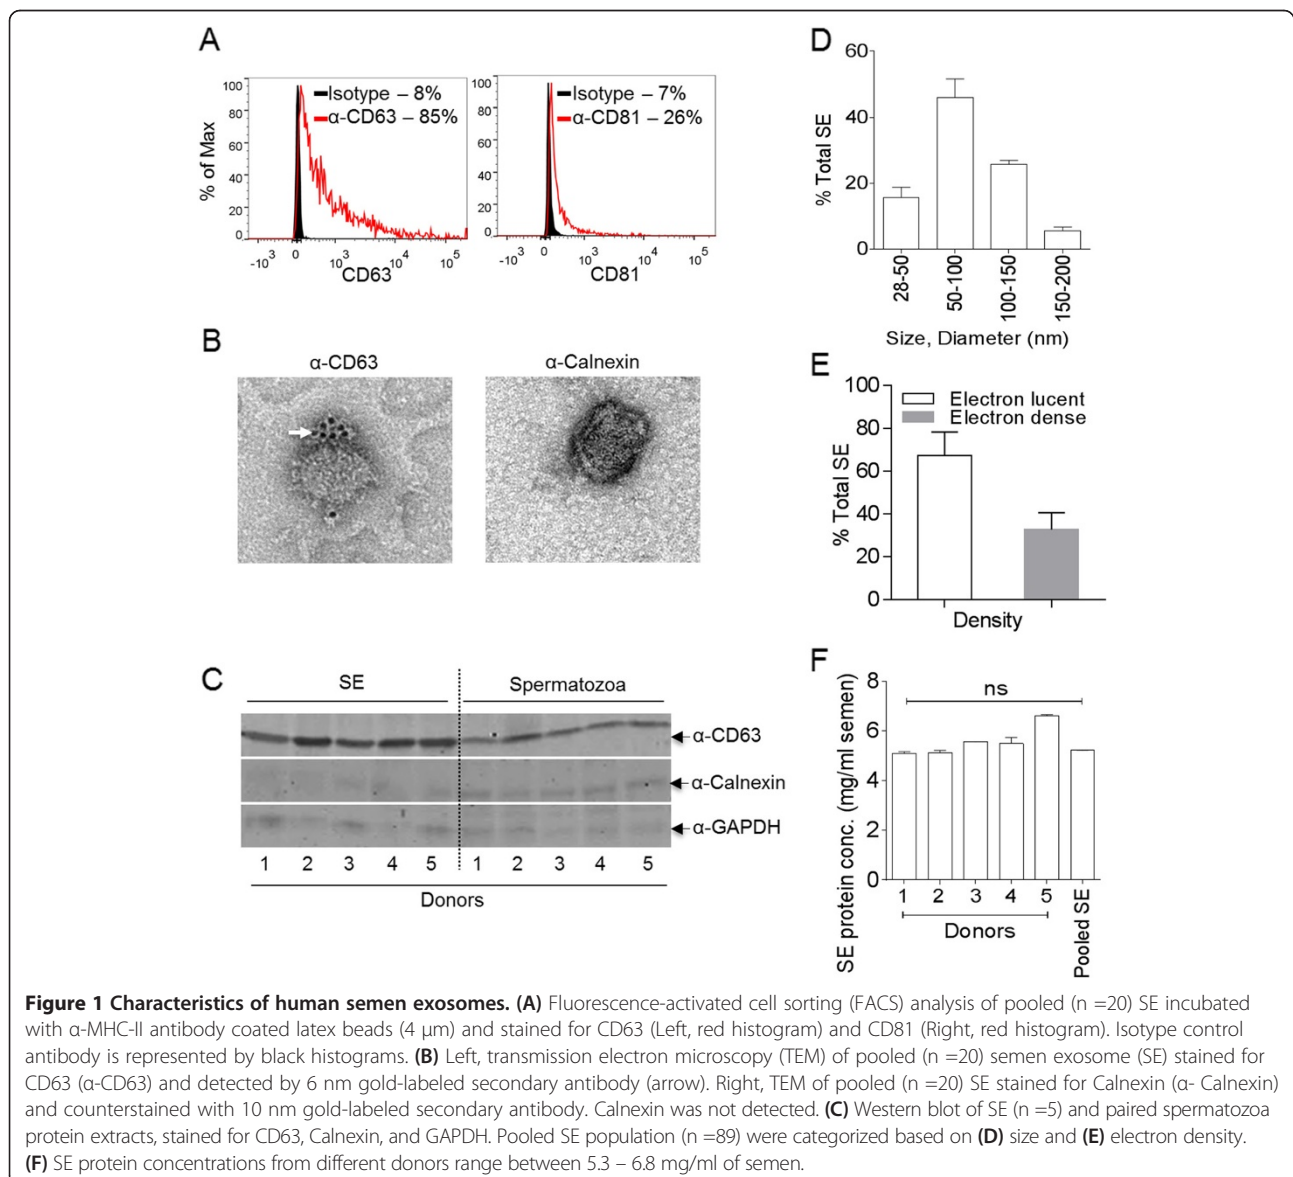 A
100
80
60
40
20
0
% of Max
Isotype – 8%
α-CD63 – 85%
-10³ 0 10³ 10⁴ 10⁵
CD63
100
80
60
40
20
0
Isotype – 7%
α-CD81 – 26%
-10³ 0 10³ 10⁴ 10⁵
CD81
B
α-CD63
α-Calnexin
C
SE
Spermatozoa
α-CD63
α-Calnexin
α-GAPDH
1 2 3 4 5 1 2 3 4 5
Donors
D
60
40
20
0
% Total SE
28-50
50-100
100-150
150-200
Size, Diameter (nm)
E
100
80
60
40
20
0
% Total SE
Electron lucent
Electron dense
Density
F
8
6
4
2
0
SE protein conc. (mg/ml semen)
ns
1 2 3 4 5
Donors
Pooled SE
Figure 1 Characteristics of human semen exosomes. (A) Fluorescence-activated cell sorting (FACS) analysis of pooled (n =20) SE incubated
with α-MHC-II antibody coated latex beads (4 μm) and stained for CD63 (Left, red histogram) and CD81 (Right, red histogram). Isotype control
antibody is represented by black histograms. (B) Left, transmission electron microscopy (TEM) of pooled (n =20) semen exosome (SE) stained for
CD63 (α-CD63) and detected by 6 nm gold-labeled secondary antibody (arrow). Right, TEM of pooled (n =20) SE stained for Calnexin (α- Calnexin)
and counterstained with 10 nm gold-labeled secondary antibody. Calnexin was not detected. (C) Western blot of SE (n =5) and paired spermatozoa
protein extracts, stained for CD63, Calnexin, and GAPDH. Pooled SE population (n =89) were categorized based on (D) size and (E) electron density.
(F) SE protein concentrations from different donors range between 5.3 – 6.8 mg/ml of semen.